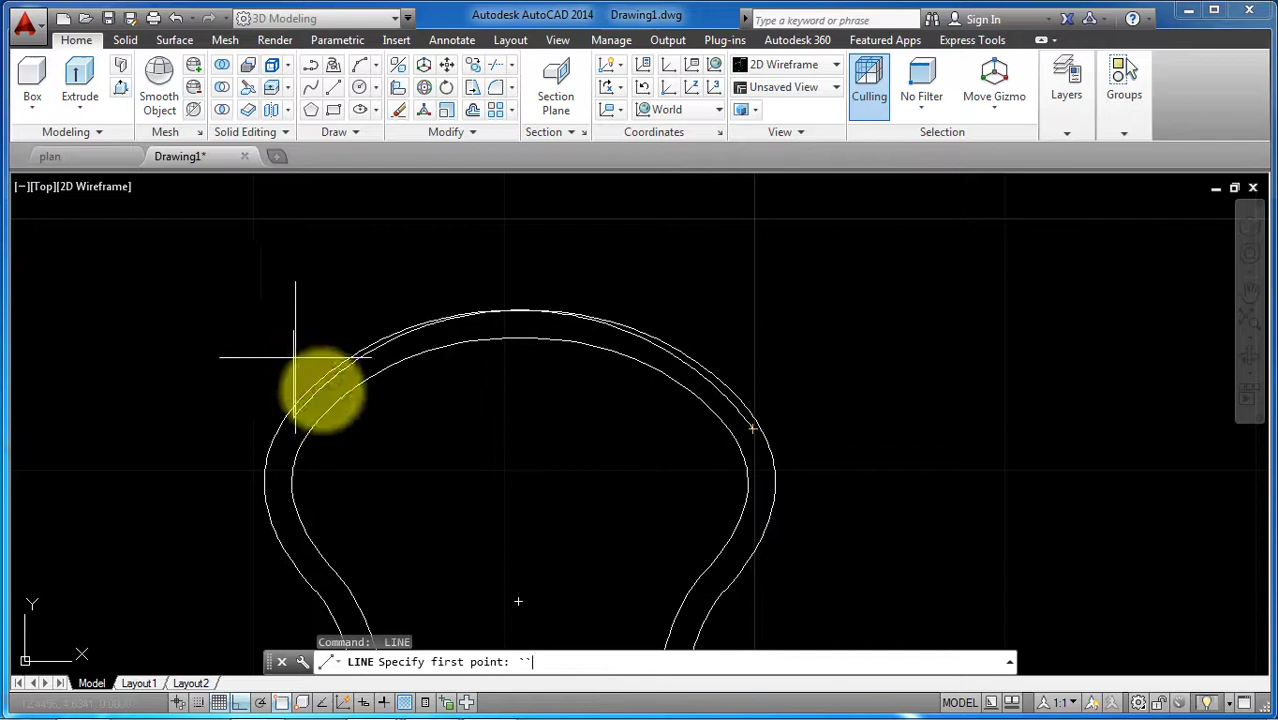 3D Modeling
Autodesk AutoCAD 2014 Drawing1.dwg
Type a keyword or phrase
Sign In
Home Solid Surface Mesh Render Parametric Insert Annotate Layout View Manage Output Plug-ins Autodesk 360 Featured Apps Express Tools
Box
Extrude
Smooth
Object
Section
Plane
World
2D Wireframe
Unsaved View
Culling
No Filter
Move Gizmo
Layers
Groups
Modeling Mesh Solid Editing Draw Modify Section Coordinates View Selection
plan Drawing1*
[−][Top][2D Wireframe]
Y
X
Command: LINE
LINE Specify first point: ``
Model Layout1 Layout2
MODEL 1:1